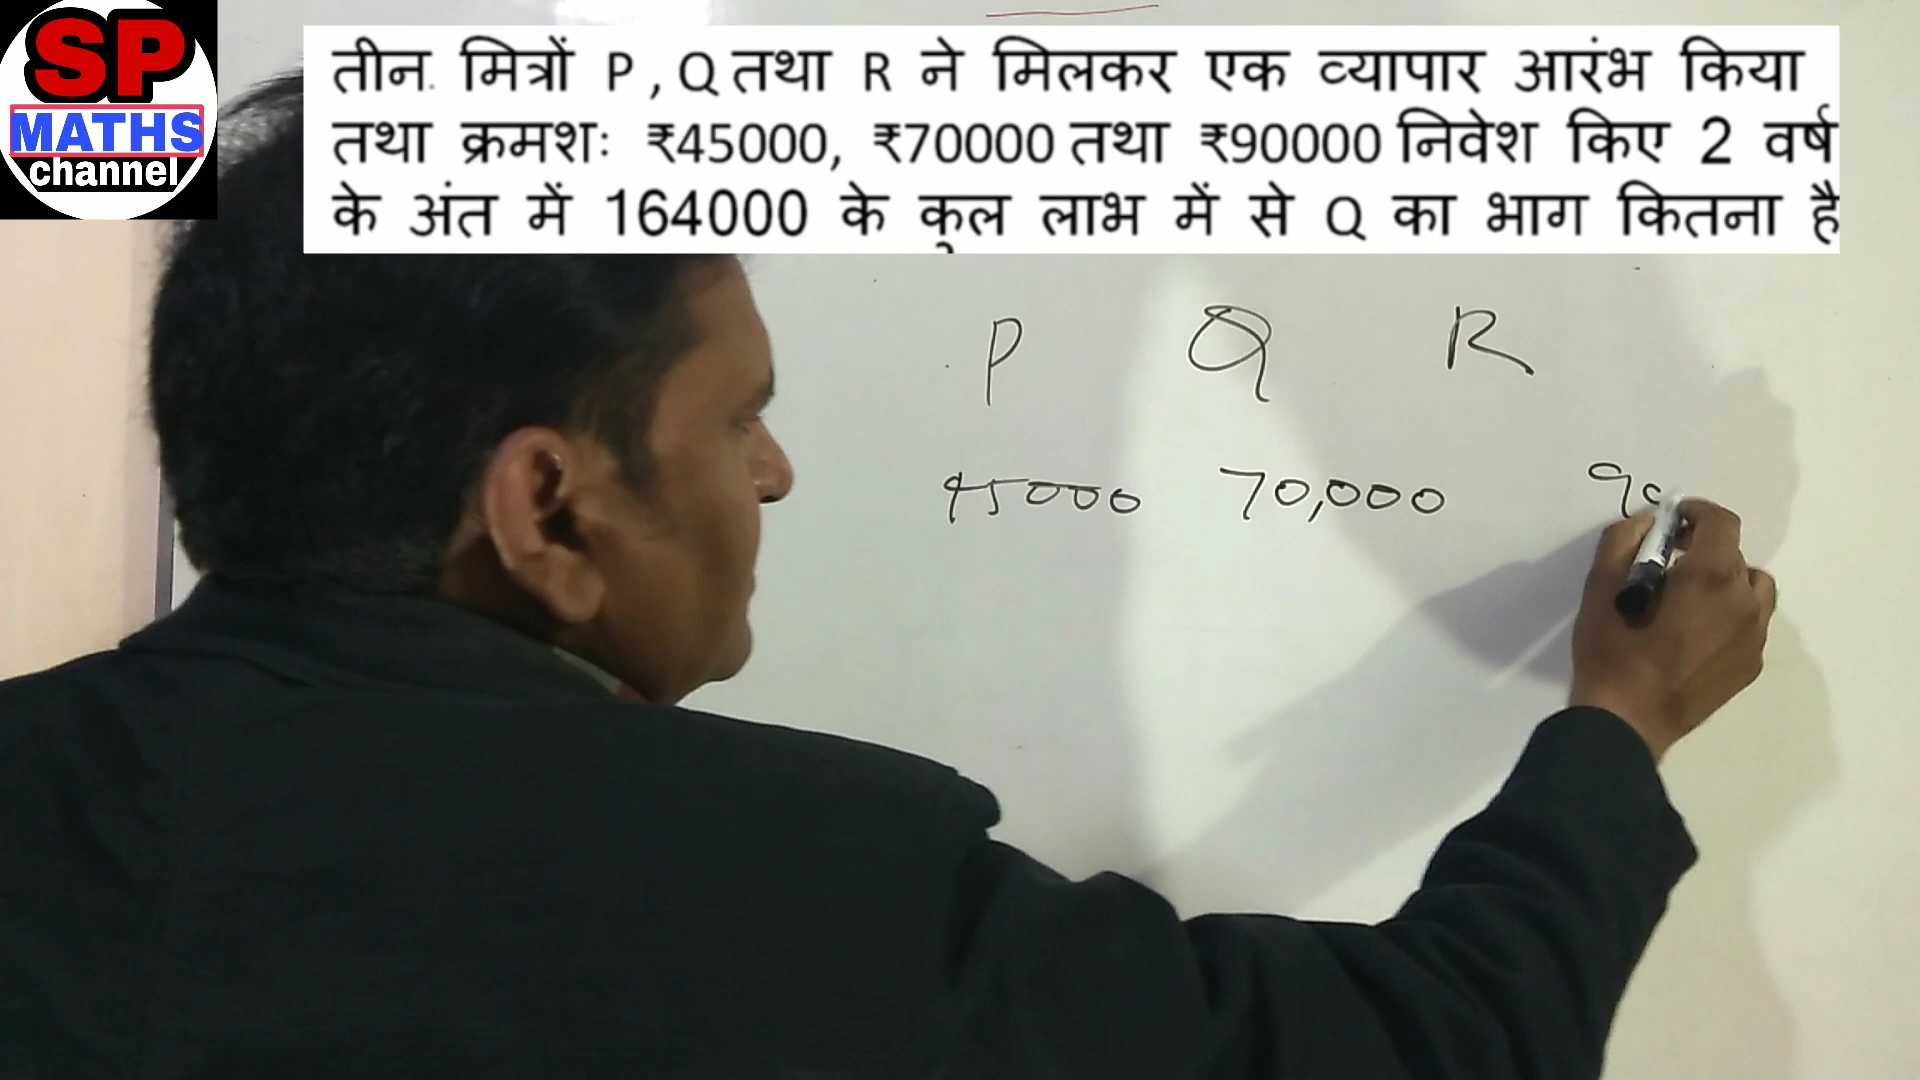 SP
MATHS
channel
तीन. मित्रों P , Q तथा R ने मिलकर एक व्यापार आरंभ किया
तथा क्रमशः ₹45000, ₹70000 तथा ₹90000 निवेश किए 2 वर्ष
के अंत में 164000 के कुल लाभ में से Q का भाग कितना है
P Q R
45000 70,000 90